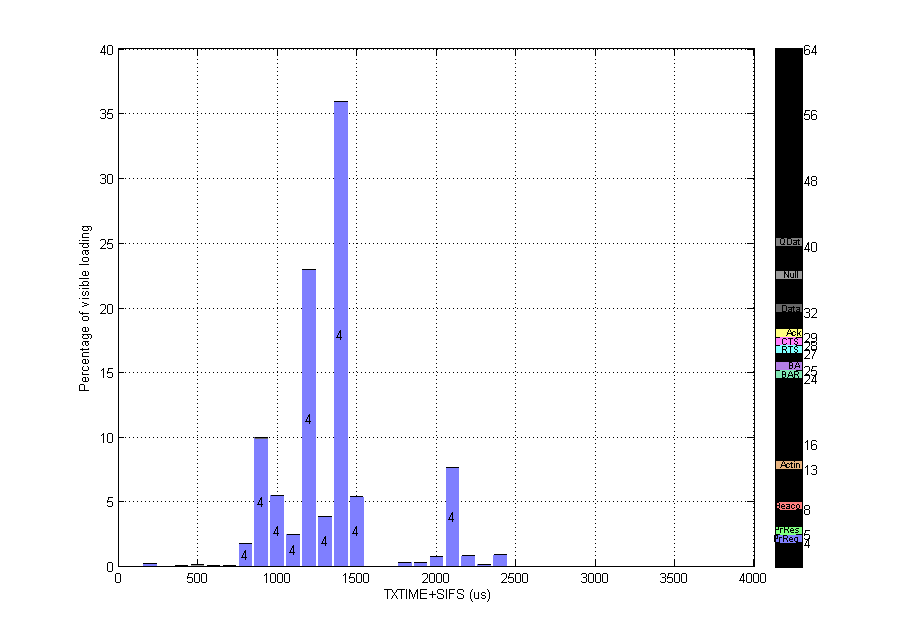 40
35
30
25
20
15
10
5
0
Percentage of visible loading
4
4
4
4
4
4
4
4
4
0 500 1000 1500 2000 2500 3000 3500 4000
TXTIME+SIFS (us)
64
56
48
QDat 40
Null
Data 32
Ack 29
CTS 28
RTS 27
BA 25
BAR 24
16
Actin 13
Beaco 8
PrRes 5
PrReq 4